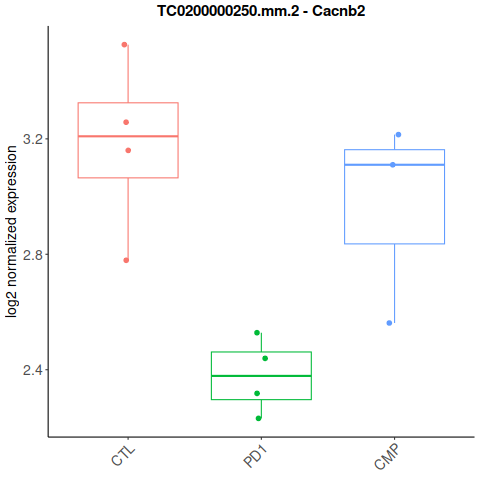 TC0200000250.mm.2 - Cacnb2
log2 normalized expression
3.2
2.8
2.4
CTL
PD1
CMP